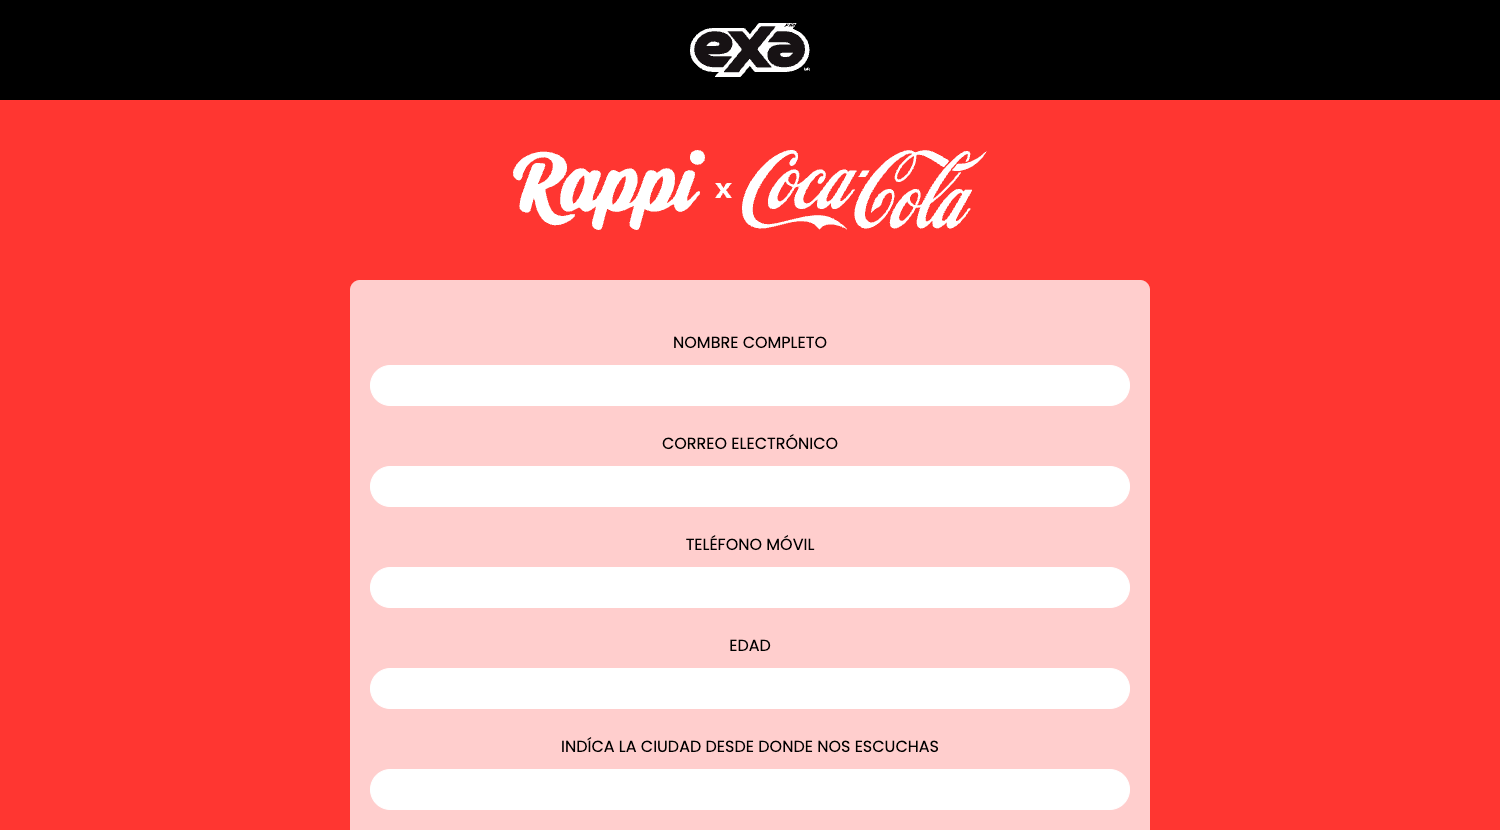 exa
Rappi x Coca-Cola
NOMBRE COMPLETO
CORREO ELECTRÓNICO
TELÉFONO MÓVIL
EDAD
INDÍCA LA CIUDAD DESDE DONDE NOS ESCUCHAS